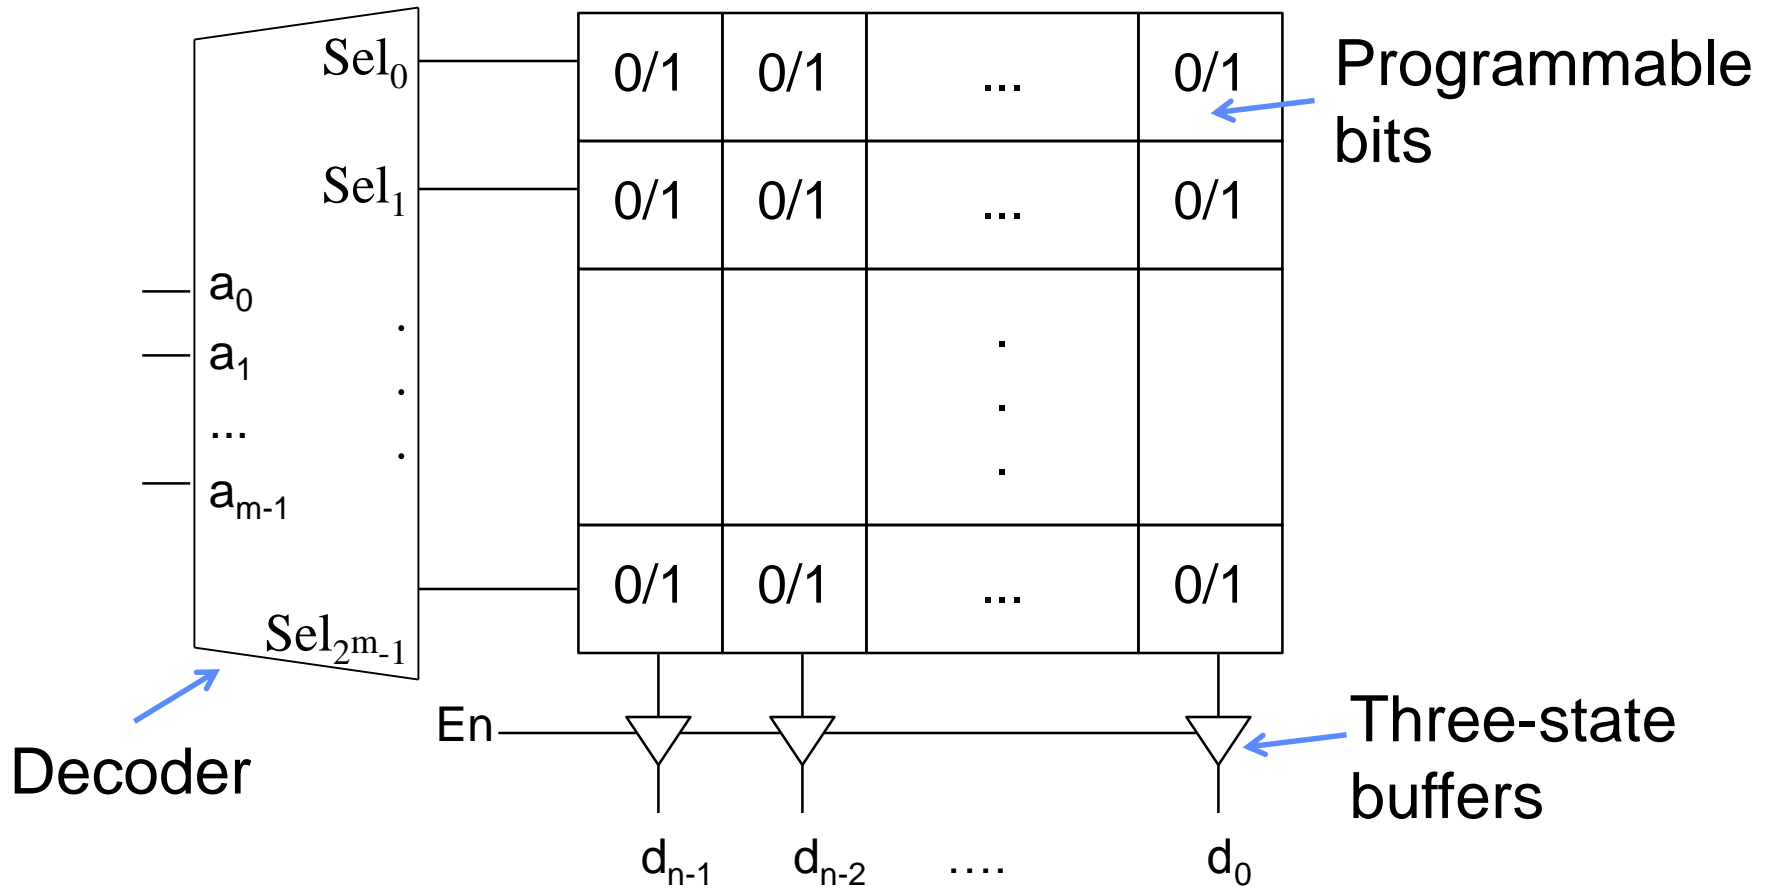 Sel₀ 0/1 0/1 ... 0/1 Programmable
bits
Sel₁ 0/1 0/1 ... 0/1
a₀
a₁
...
aₘ₋₁
.
.
.
.
.
.
Sel₂ᵐ₋₁ 0/1 0/1 ... 0/1
Decoder
En
Three-state
buffers
dₙ₋₁ dₙ₋₂ .... d₀